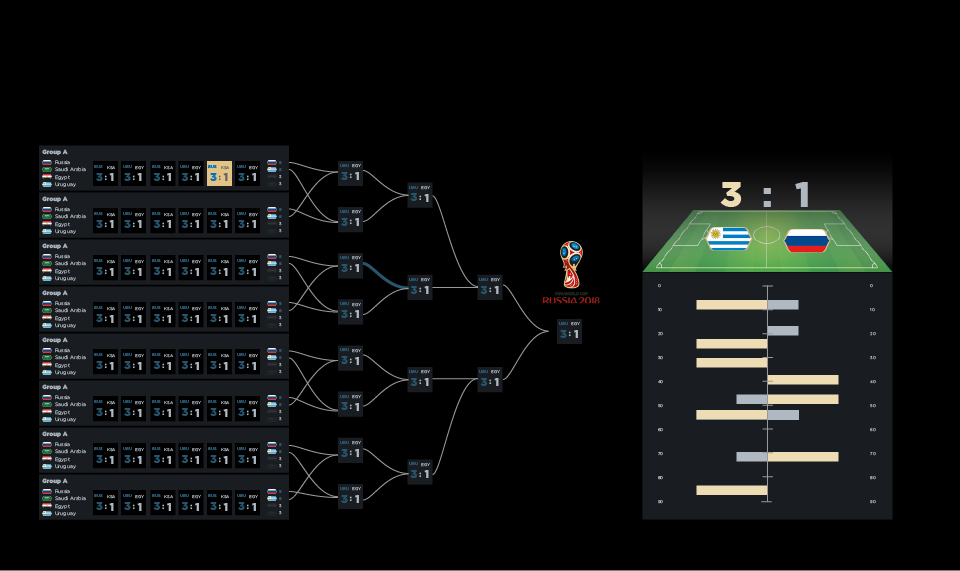 Group A
Russia
Saudi Arabia
Egypt
Uruguay
RUS KSA 3:1 URU EGY 3:1 RUS KSA 3:1 URU EGY 3:1 RUS KSA 3:1 URU EGY 3:1
Group A
Russia
Saudi Arabia
Egypt
Uruguay
RUS KSA 3:1 URU EGY 3:1 RUS KSA 3:1 URU EGY 3:1 RUS KSA 3:1 URU EGY 3:1
Group A
Russia
Saudi Arabia
Egypt
Uruguay
RUS KSA 3:1 URU EGY 3:1 RUS KSA 3:1 URU EGY 3:1 RUS KSA 3:1 URU EGY 3:1
Group A
Russia
Saudi Arabia
Egypt
Uruguay
RUS KSA 3:1 URU EGY 3:1 RUS KSA 3:1 URU EGY 3:1 RUS KSA 3:1 URU EGY 3:1
Group A
Russia
Saudi Arabia
Egypt
Uruguay
RUS KSA 3:1 URU EGY 3:1 RUS KSA 3:1 URU EGY 3:1 RUS KSA 3:1 URU EGY 3:1
Group A
Russia
Saudi Arabia
Egypt
Uruguay
RUS KSA 3:1 URU EGY 3:1 RUS KSA 3:1 URU EGY 3:1 RUS KSA 3:1 URU EGY 3:1
Group A
Russia
Saudi Arabia
Egypt
Uruguay
RUS KSA 3:1 URU EGY 3:1 RUS KSA 3:1 URU EGY 3:1 RUS KSA 3:1 URU EGY 3:1
Group A
Russia
Saudi Arabia
Egypt
Uruguay
RUS KSA 3:1 URU EGY 3:1 RUS KSA 3:1 URU EGY 3:1 RUS KSA 3:1 URU EGY 3:1
URU EGY 3:1
URU EGY 3:1
URU EGY 3:1
URU EGY 3:1
URU EGY 3:1
URU EGY 3:1
URU EGY 3:1
URU EGY 3:1
URU EGY 3:1
URU EGY 3:1
URU EGY 3:1
URU EGY 3:1
URU EGY 3:1
URU EGY 3:1
RUSSIA 2018
URU EGY 3:1
3 : 1
0 0
10 10
20 20
30 30
40 40
50 50
60 60
70 70
80 80
90 90